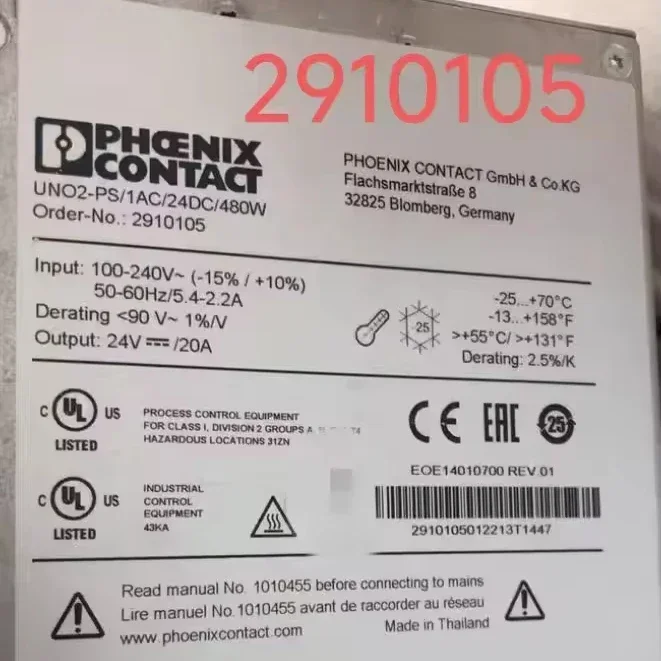 2910105
PHŒNIX
CONTACT
PHOENIX CONTACT GmbH & Co.KG
Flachsmarktstraße 8
32825 Blomberg, Germany
UNO2-PS/1AC/24DC/480W
Order-No.: 2910105
Input: 100-240V~ (-15% / +10%)
50-60Hz/5.4-2.2A
Derating <90 V~ 1%/V
Output: 24V ⎓ /20A
-25
-25...+70°C
-13...+158°F
>+55°C/ >+131°F
Derating: 2.5%/K
C UL US
LISTED
PROCESS CONTROL EQUIPMENT
FOR CLASS I, DIVISION 2 GROUPS A
HAZARDOUS LOCATIONS 31ZN
CE EAC 25
EOE14010700 REV.01
C UL US
LISTED
INDUSTRIAL
CONTROL
EQUIPMENT
43KA
2910105012213T1447
Read manual No. 1010455 before connecting to mains
Lire manuel No. 1010455 avant de raccorder au réseau
www.phoenixcontact.com
Made in Thailand